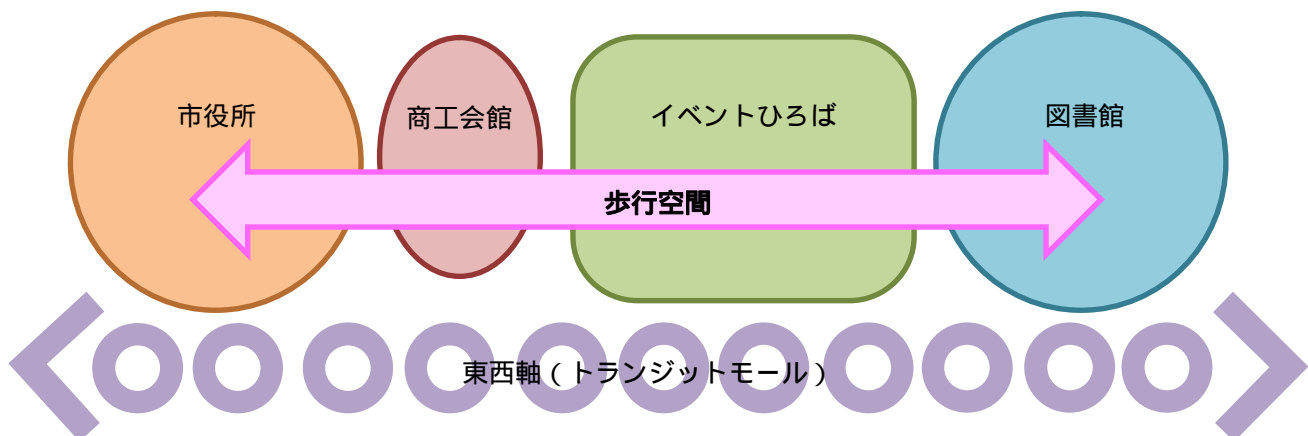 市役所
商工会館
イベントひろば
図書館
歩行空間
東西軸（トランジットモール）